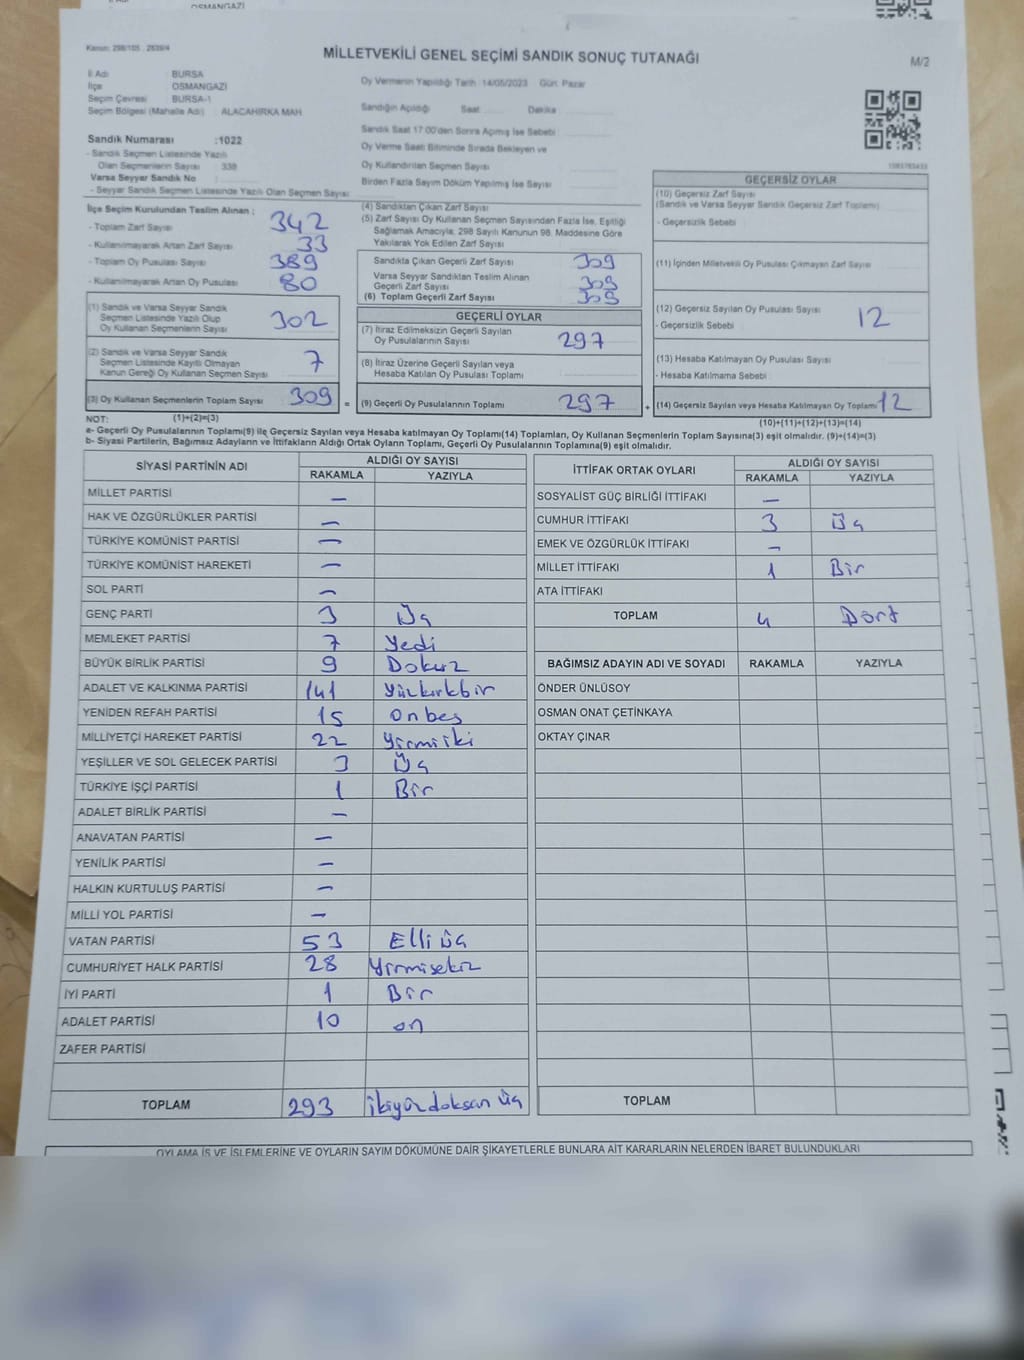 OSMANGAZİ
Kanun: 298/105 , 2839/4
MİLLETVEKİLİ GENEL SEÇİMİ SANDIK SONUÇ TUTANAĞI
M/2
İl Adı : BURSA
İlçe : OSMANGAZİ
Seçim Çevresi : BURSA-1
Seçim Bölgesi (Mahalle Adı) : ALACAHIRKA MAH
Sandık Numarası :1022
- Sandık Seçmen Listesinde Yazılı
Olan Seçmenlerin Sayısı : 338
Varsa Seyyar Sandık No :
- Seyyar Sandık Seçmen Listesinde Yazılı Olan Seçmen Sayısı:
Oy Vermenin Yapıldığı Tarih :14/05/2023 Gün: Pazar
Sandığın Açıldığı Saat Dakika
Sandık Saat 17:00'den Sonra Açılmış İse Sebebi
Oy Verme Saati Bitiminde Sırada Bekleyen ve
Oy Kullandırılan Seçmen Sayısı
Birden Fazla Sayım Döküm Yapılmış İse Sayısı
İlçe Seçim Kurulundan Teslim Alınan :
- Toplam Zarf Sayısı 342
- Kullanılmayarak Artan Zarf Sayısı 33
- Toplam Oy Pusulası Sayısı 389
- Kullanılmayarak Artan Oy Pusulası 80
(1) Sandık ve Varsa Seyyar Sandık
Seçmen Listesinde Yazılı Olup
Oy Kullanan Seçmenlerin Sayısı 302
(2) Sandık ve Varsa Seyyar Sandık
Seçmen Listesinde Kayıtlı Olmayan
Kanun Gereği Oy Kullanan Seçmen Sayısı 7
(3) Oy Kullanan Seçmenlerin Toplam Sayısı 309 =
(4) Sandıktan Çıkan Zarf Sayısı
(5) Zarf Sayısı Oy Kullanan Seçmen Sayısından Fazla İse, Eşitliği
Sağlamak Amacıyla, 298 Sayılı Kanunun 98. Maddesine Göre
Yakılarak Yok Edilen Zarf Sayısı
Sandıkta Çıkan Geçerli Zarf Sayısı 309
Varsa Seyyar Sandıktan Teslim Alınan
Geçerli Zarf Sayısı 309
(6) Toplam Geçerli Zarf Sayısı 309
GEÇERLİ OYLAR
(7) İtiraz Edilmeksizin Geçerli Sayılan
Oy Pusulalarının Sayısı 297
(8) İtiraz Üzerine Geçerli Sayılan veya
Hesaba Katılan Oy Pusulası Toplamı
(9) Geçerli Oy Pusulalarının Toplamı 297 +
GEÇERSİZ OYLAR
(10) Geçersiz Zarf Sayısı
(Sandık ve Varsa Seyyar Sandık Geçersiz Zarf Toplamı)
- Geçersizlik Sebebi
(11) İçinden Milletvekili Oy Pusulası Çıkmayan Zarf Sayısı
(12) Geçersiz Sayılan Oy Pusulası Sayısı 12
- Geçersizlik Sebebi
(13) Hesaba Katılmayan Oy Pusulası Sayısı
- Hesaba Katılmama Sebebi
(14) Geçersiz Sayılan veya Hesaba Katılmayan Oy Toplamı 12
NOT: (1)+(2)=(3)
(10)+(11)+(12)+(13)=(14)
a- Geçerli Oy Pusulalarının Toplamı(9) ile Geçersiz Sayılan veya Hesaba katılmayan Oy Toplamı(14) Toplamları, Oy Kullanan Seçmenlerin Toplam Sayısına(3) eşit olmalıdır. (9)+(14)=(3)
b- Siyasi Partilerin, Bağımsız Adayların ve İttifakların Aldığı Ortak Oyların Toplamı, Geçerli Oy Pusulalarının Toplamına(9) eşit olmalıdır.
SİYASİ PARTİNİN ADI
ALDIĞI OY SAYISI
RAKAMLA YAZIYLA
MİLLET PARTİSİ –
HAK VE ÖZGÜRLÜKLER PARTİSİ –
TÜRKİYE KOMÜNİST PARTİSİ –
TÜRKİYE KOMÜNİST HAREKETİ –
SOL PARTİ –
GENÇ PARTİ 3 Üç
MEMLEKET PARTİSİ 7 Yedi
BÜYÜK BİRLİK PARTİSİ 9 Dokuz
ADALET VE KALKINMA PARTİSİ 141 Yüzkırkbir
YENİDEN REFAH PARTİSİ 15 onbeş
MİLLİYETÇİ HAREKET PARTİSİ 22 Yirmiiki
YEŞİLLER VE SOL GELECEK PARTİSİ 3 Üç
TÜRKİYE İŞÇİ PARTİSİ 1 Bir
ADALET BİRLİK PARTİSİ –
ANAVATAN PARTİSİ –
YENİLİK PARTİSİ –
HALKIN KURTULUŞ PARTİSİ –
MİLLİ YOL PARTİSİ –
VATAN PARTİSİ 53 Elli üç
CUMHURİYET HALK PARTİSİ 28 Yirmisekiz
İYİ PARTİ 1 Bir
ADALET PARTİSİ 10 on
ZAFER PARTİSİ
TOPLAM 293 ikiyüzdoksan üç
İTTİFAK ORTAK OYLARI
ALDIĞI OY SAYISI
RAKAMLA YAZIYLA
SOSYALİST GÜÇ BİRLİĞİ İTTİFAKI –
CUMHUR İTTİFAKI 3 Üç
EMEK VE ÖZGÜRLÜK İTTİFAKI –
MİLLET İTTİFAKI 1 Bir
ATA İTTİFAKI
TOPLAM 4 Dört
BAĞIMSIZ ADAYIN ADI VE SOYADI RAKAMLA YAZIYLA
ÖNDER ÜNLÜSOY
OSMAN ONAT ÇETİNKAYA
OKTAY ÇINAR
TOPLAM
OYLAMA İŞ VE İŞLEMLERİNE VE OYLARIN SAYIM DÖKÜMÜNE DAİR ŞİKAYETLERLE BUNLARA AİT KARARLARIN NELERDEN İBARET BULUNDUKLARI